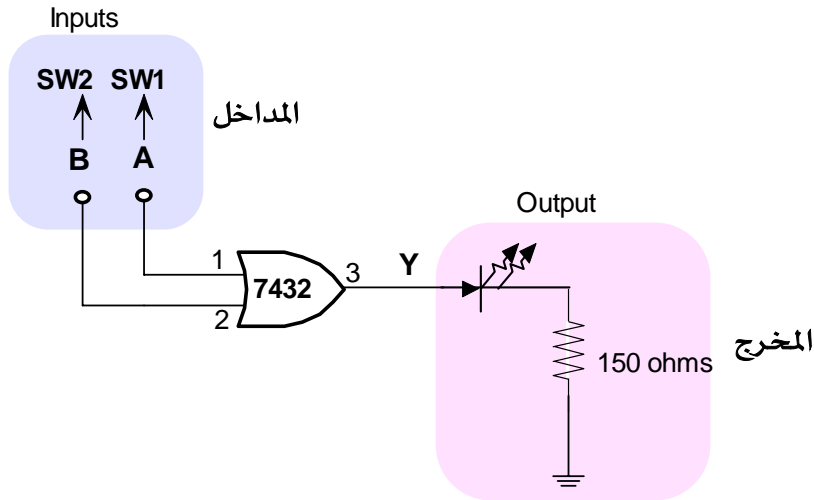 Inputs
SW2 SW1
المداخل
B A
Output
1
7432
3
Y
2
150 ohms
المخرج